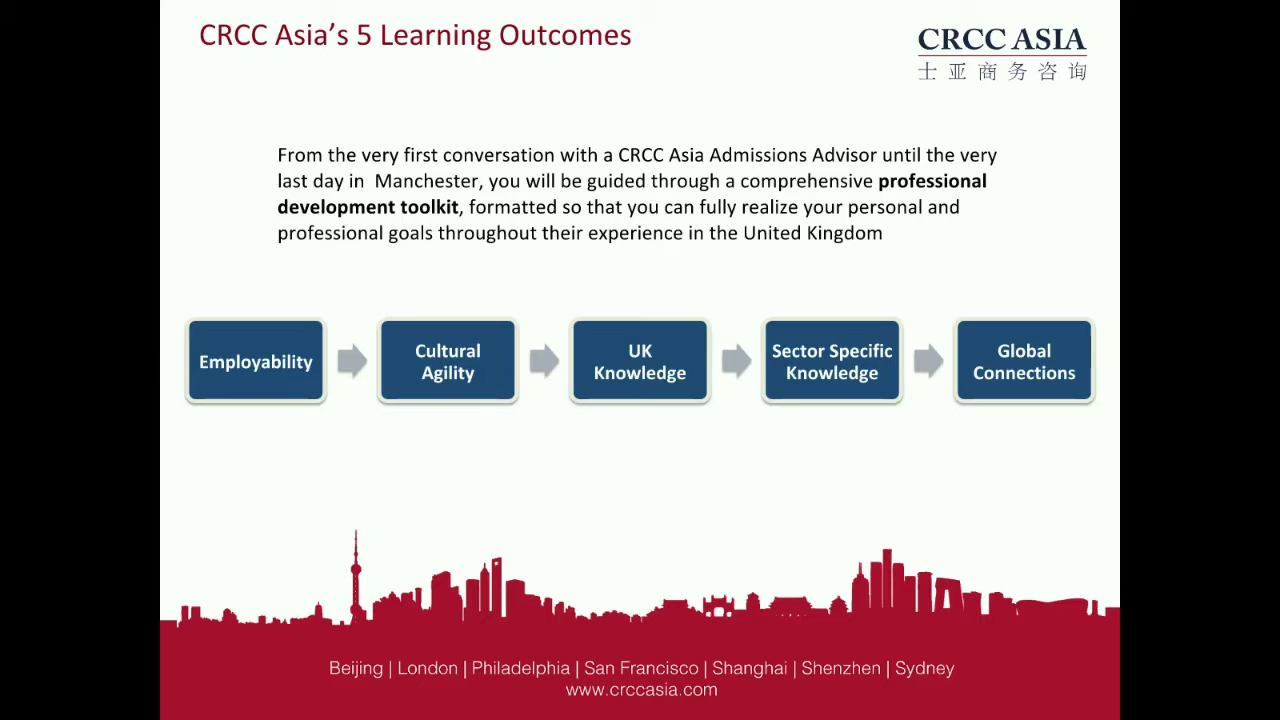 CRCC Asia’s 5 Learning Outcomes
CRCC ASIA
士亚商务咨询
From the very first conversation with a CRCC Asia Admissions Advisor until the very
last day in  Manchester, you will be guided through a comprehensive professional
development toolkit, formatted so that you can fully realize your personal and
professional goals throughout their experience in the United Kingdom
Employability
Cultural
Agility
UK
Knowledge
Sector Specific
Knowledge
Global
Connections
Beijing | London | Philadelphia | San Francisco | Shanghai | Shenzhen | Sydney
www.crccasia.com